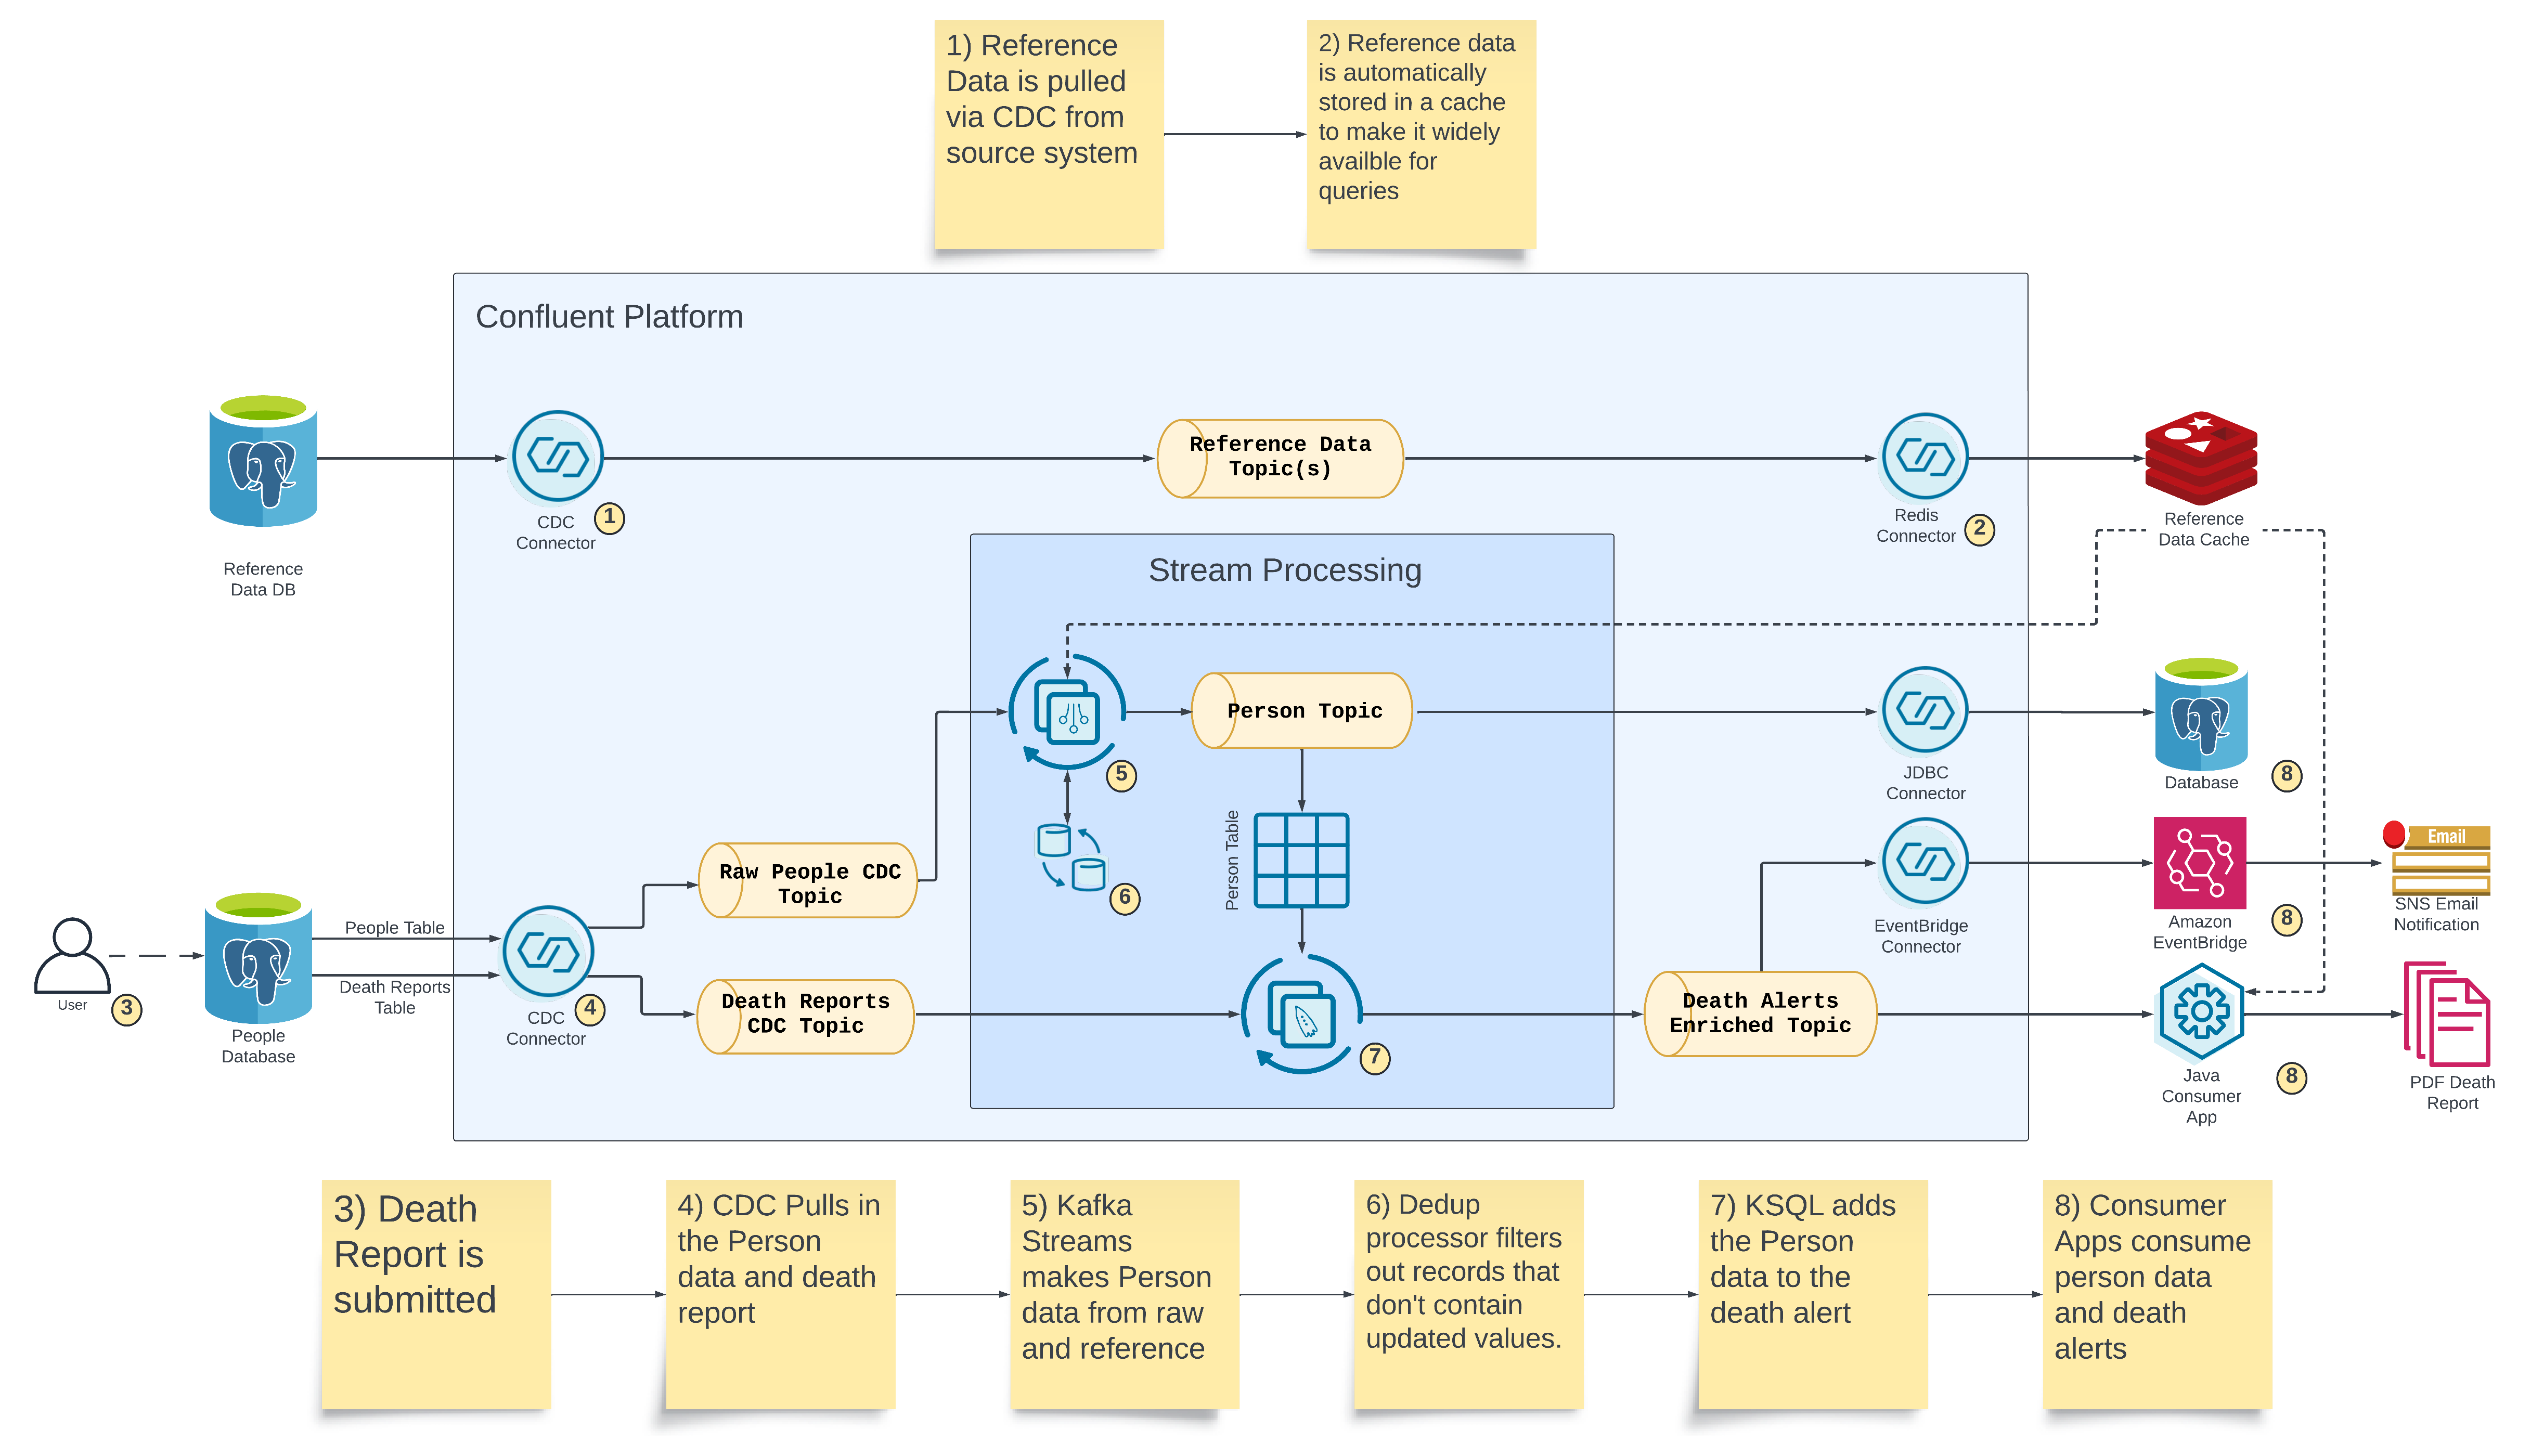 1) Reference
Data is pulled
via CDC from
source system
2) Reference data
is automatically
stored in a cache
to make it widely
availble for
queries
Confluent Platform
Reference
Data DB
CDC
Connector
1
Reference Data
Topic(s)
Redis
Connector
2
Reference
Data Cache
Stream Processing
5
Person Topic
JDBC
Connector
Database
8
6
Person Table
Raw People CDC
Topic
EventBridge
Connector
Amazon
EventBridge
8
Email
SNS Email
Notification
User
3
People
Database
People Table
Death Reports
Table
CDC
Connector
4
Death Reports
CDC Topic
7
Death Alerts
Enriched Topic
Java
Consumer
App
8
PDF Death
Report
3) Death
Report is
submitted
4) CDC Pulls in
the Person
data and death
report
5) Kafka
Streams
makes Person
data from raw
and reference
6) Dedup
processor filters
out records that
don't contain
updated values.
7) KSQL adds
the Person
data to the
death alert
8) Consumer
Apps consume
person data
and death
alerts